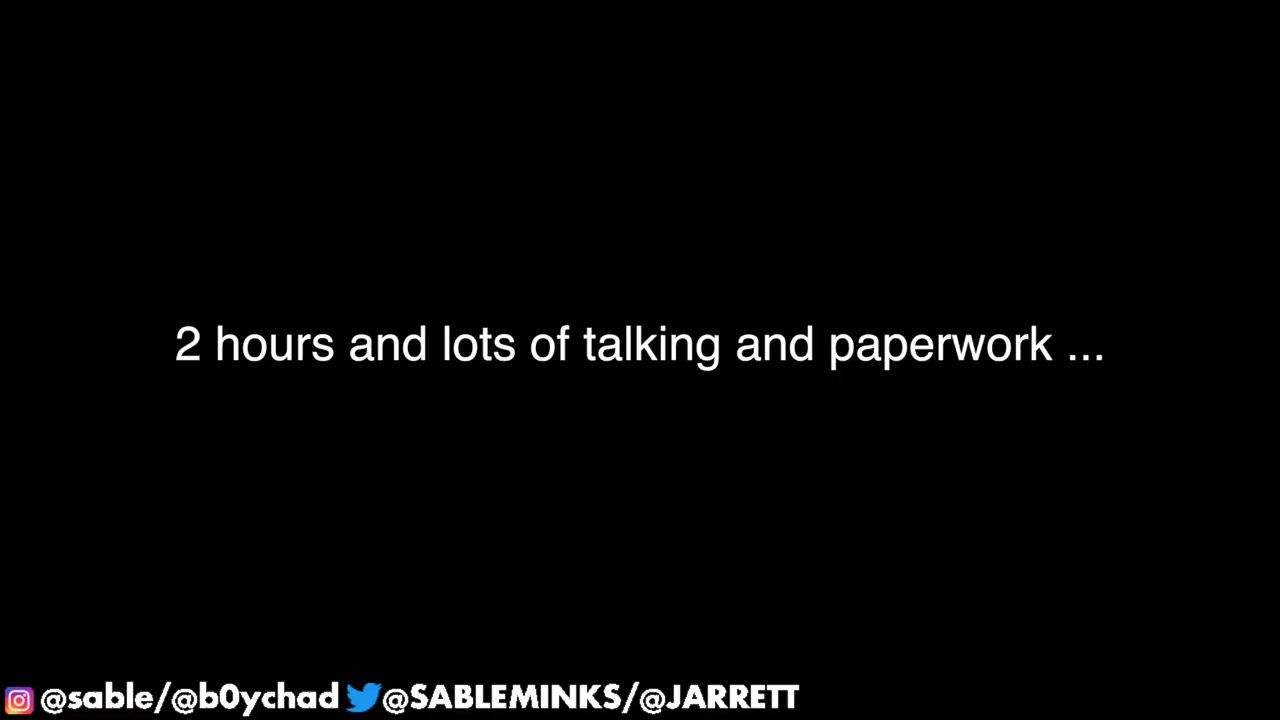 2 hours and lots of talking and paperwork ...
@sable/@b0ychad @SABLEMINKS/@JARRETT